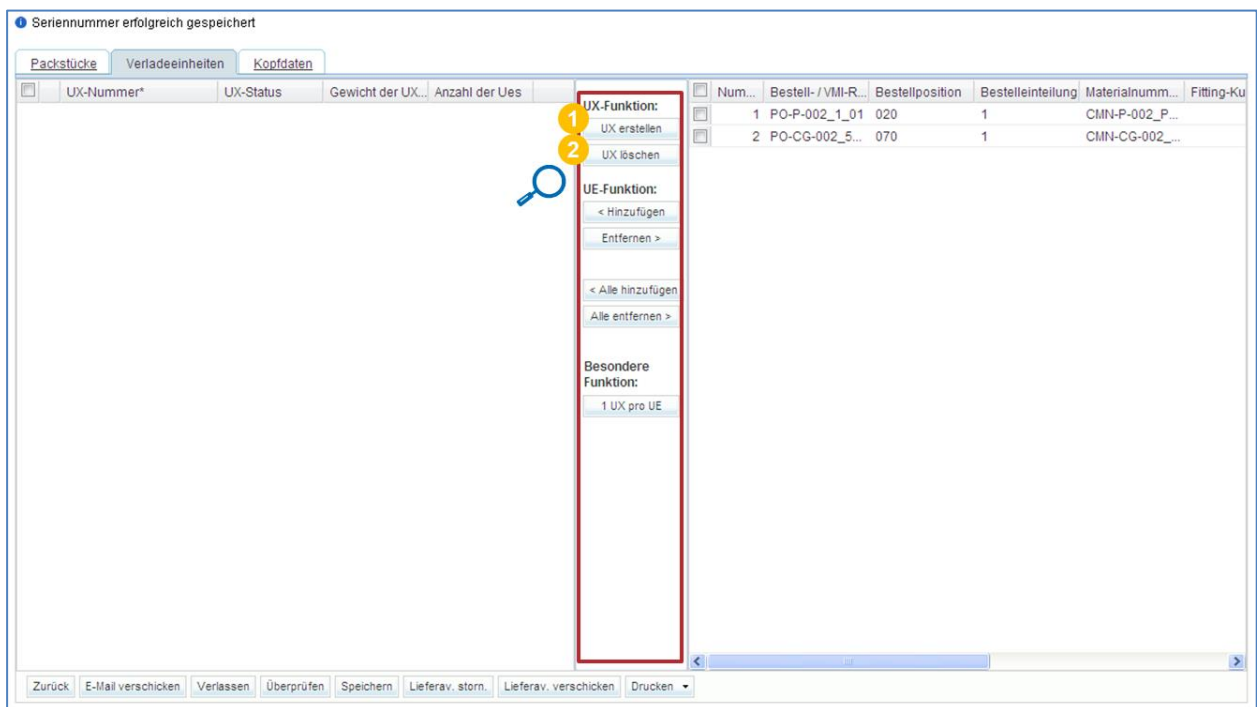 Seriennummer erfolgreich gespeichert
Packstücke Verladeeinheiten Kopfdaten
UX-Nummer* UX-Status Gewicht der UX... Anzahl der Ues
UX-Funktion:
1
UX erstellen
2
UX löschen
UE-Funktion:
< Hinzufügen
Entfernen >
< Alle hinzufügen
Alle entfernen >
Besondere
Funktion:
1 UX pro UE
Num... Bestell- / VMI-R... Bestellposition Bestelleinteilung Materialnumm... Fitting-Ku
1 PO-P-002_1_01 020 1 CMN-P-002_P...
2 PO-CG-002_5... 070 1 CMN-CG-002_...
Zurück E-Mail verschicken Verlassen Überprüfen Speichern Lieferav. storn. Lieferav. verschicken Drucken